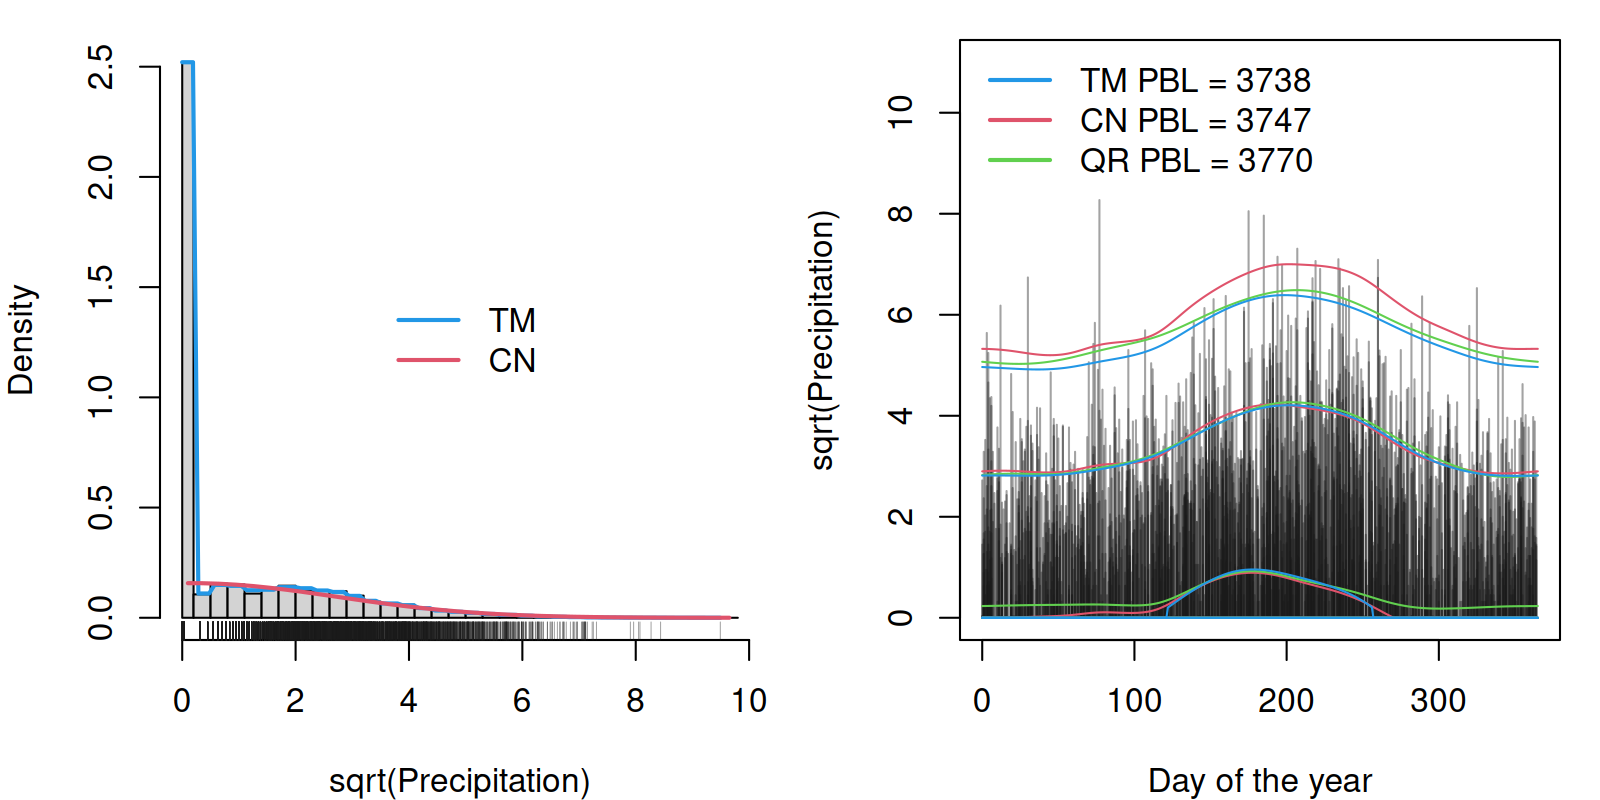 Density
2.5
2.0
1.5
1.0
0.5
0.0
TM
CN
0 2 4 6 8 10
sqrt(Precipitation)
sqrt(Precipitation)
10
8
6
4
2
0
TM PBL = 3738
CN PBL = 3747
QR PBL = 3770
0 100 200 300
Day of the year